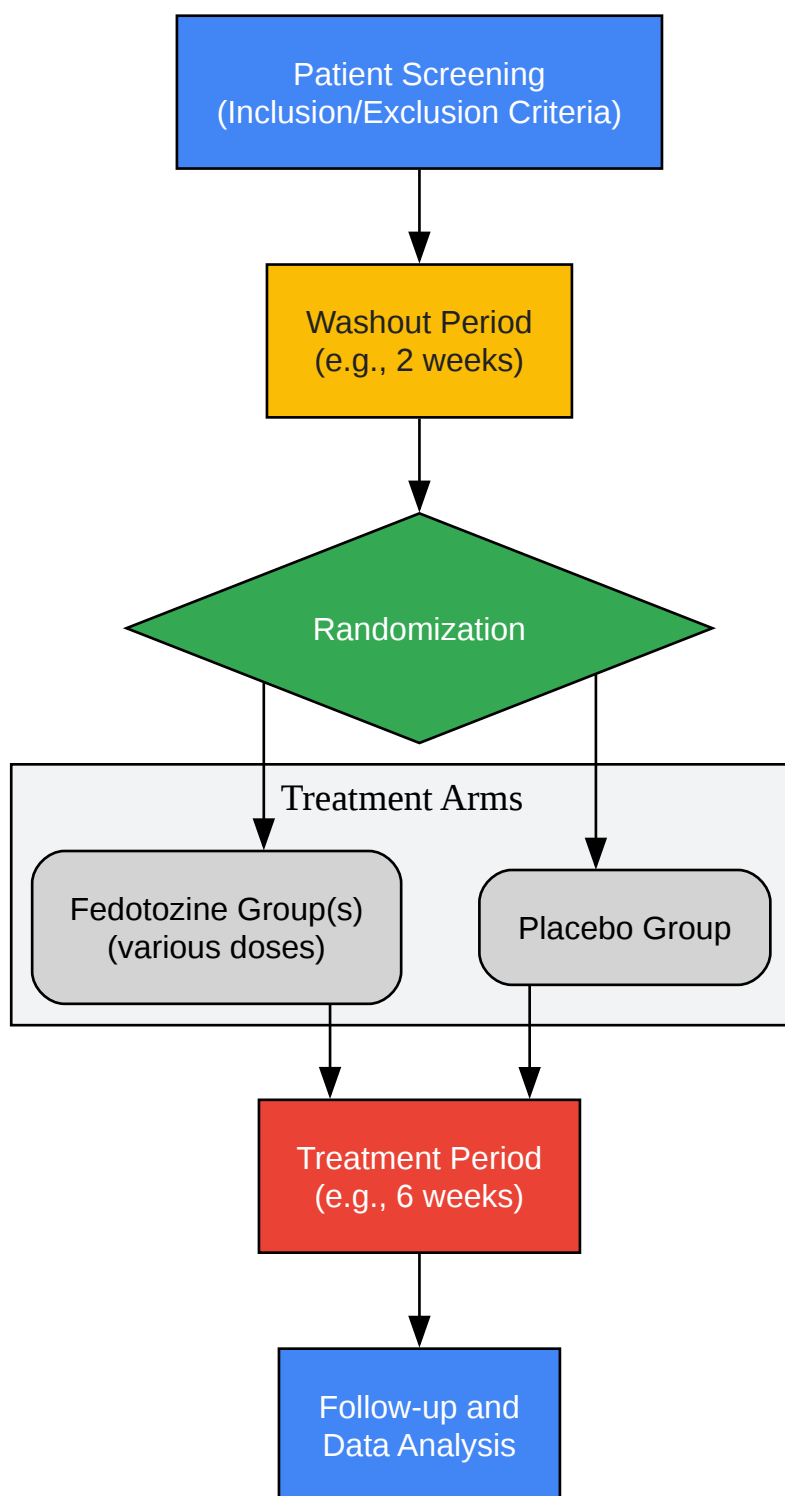 Patient Screening
(Inclusion/Exclusion Criteria)
Washout Period
(e.g., 2 weeks)
Randomization
Treatment Arms
Fedotozine Group(s)
(various doses)
Placebo Group
Treatment Period
(e.g., 6 weeks)
Follow-up and
Data Analysis